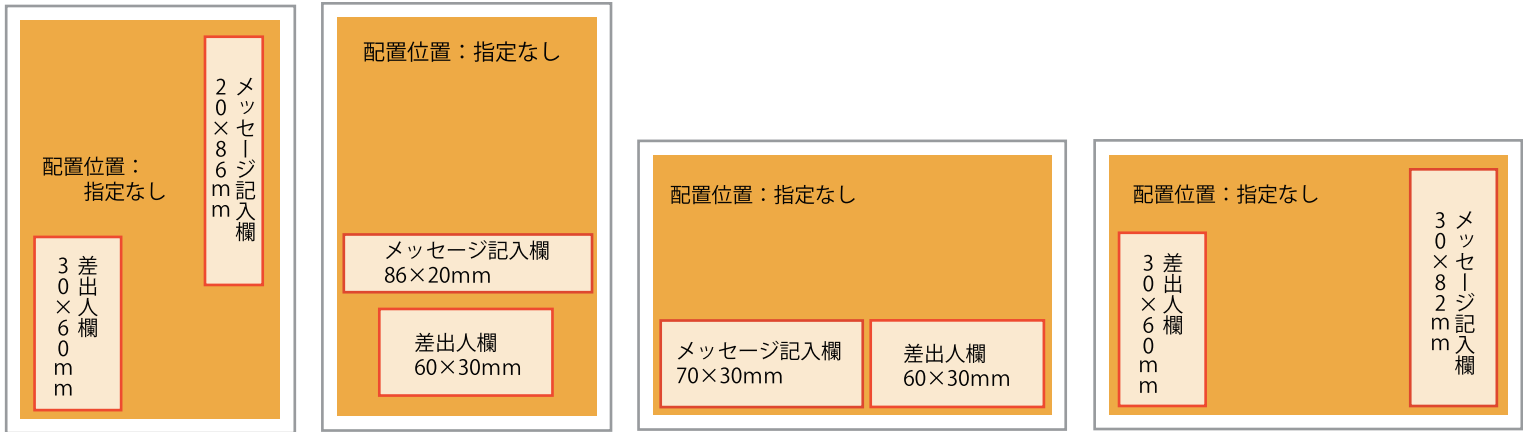 メッセージ記入欄
20×86mm
配置位置：
指定なし
差出人欄
30×60mm
配置位置：指定なし
メッセージ記入欄
86×20mm
差出人欄
60×30mm
配置位置：指定なし
メッセージ記入欄
70×30mm
差出人欄
60×30mm
配置位置：指定なし
メッセージ記入欄
30×82mm
差出人欄
30×60mm